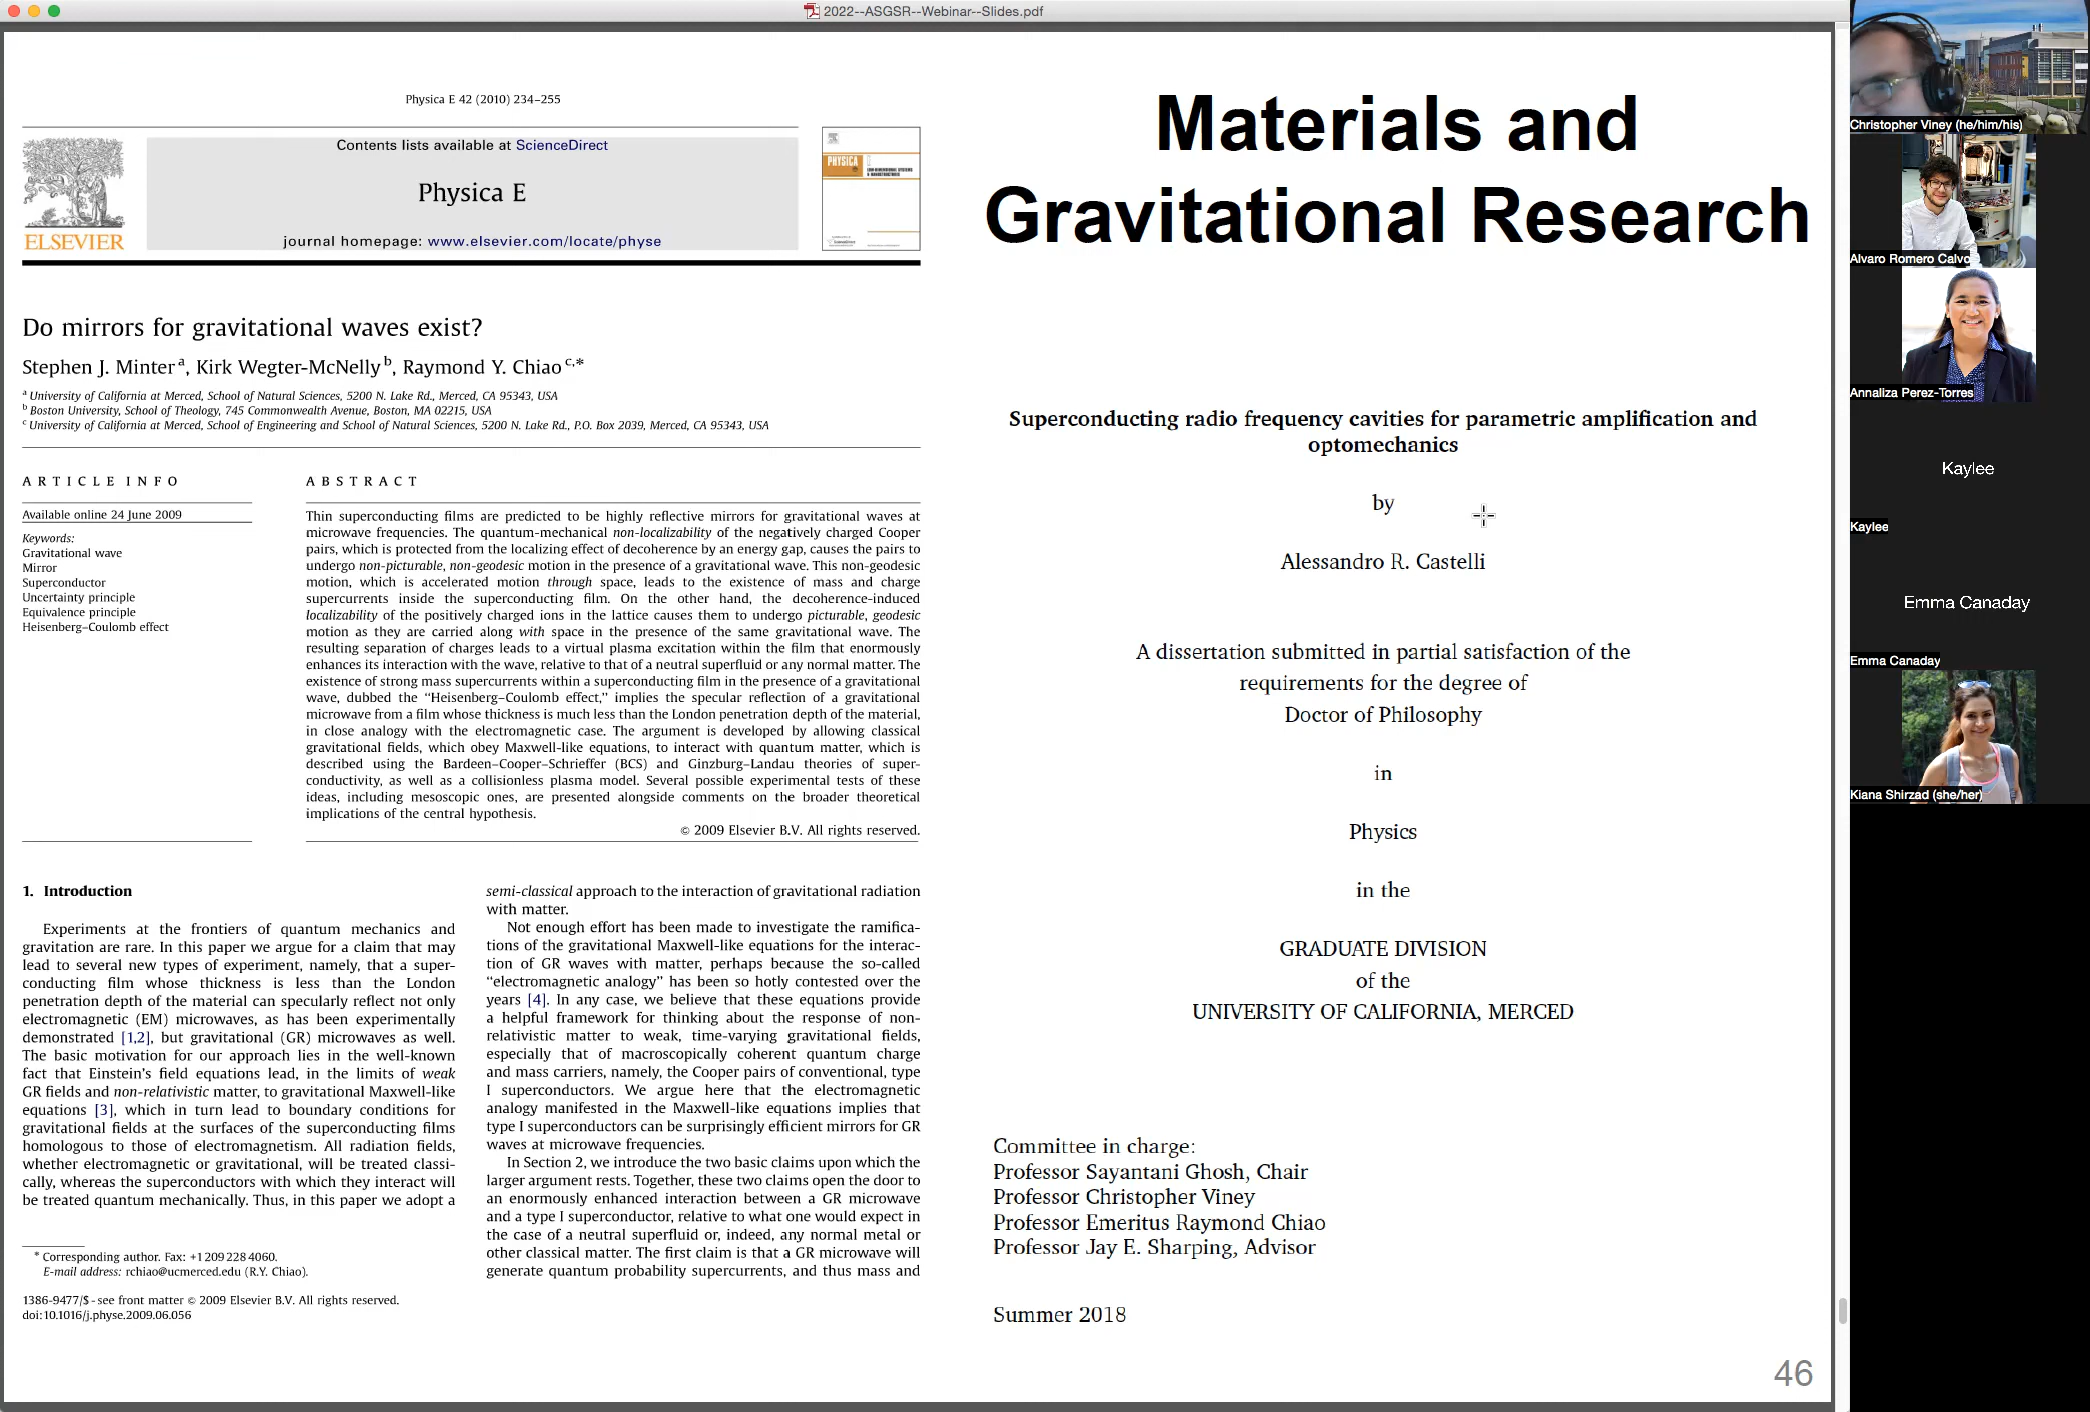 2022--ASGSR--Webinar--Slides.pdf
Physica E 42 (2010) 234–255
Contents lists available at ScienceDirect
Physica E
journal homepage: www.elsevier.com/locate/physe
ELSEVIER
PHYSICA
Do mirrors for gravitational waves exist?
Stephen J. Minter a, Kirk Wegter-McNelly b, Raymond Y. Chiao c,*
a University of California at Merced, School of Natural Sciences, 5200 N. Lake Rd., Merced, CA 95343, USA
b Boston University, School of Theology, 745 Commonwealth Avenue, Boston, MA 02215, USA
c University of California at Merced, School of Engineering and School of Natural Sciences, 5200 N. Lake Rd., P.O. Box 2039, Merced, CA 95343, USA
ARTICLE INFO
Available online 24 June 2009
Keywords:
Gravitational wave
Mirror
Superconductor
Uncertainty principle
Equivalence principle
Heisenberg–Coulomb effect
ABSTRACT
Thin superconducting films are predicted to be highly reflective mirrors for gravitational waves at
microwave frequencies. The quantum-mechanical non-localizability of the negatively charged Cooper
pairs, which is protected from the localizing effect of decoherence by an energy gap, causes the pairs to
undergo non-picturable, non-geodesic motion in the presence of a gravitational wave. This non-geodesic
motion, which is accelerated motion through space, leads to the existence of mass and charge
supercurrents inside the superconducting film. On the other hand, the decoherence-induced
localizability of the positively charged ions in the lattice causes them to undergo picturable, geodesic
motion as they are carried along with space in the presence of the same gravitational wave. The
resulting separation of charges leads to a virtual plasma excitation within the film that enormously
enhances its interaction with the wave, relative to that of a neutral superfluid or any normal matter. The
existence of strong mass supercurrents within a superconducting film in the presence of a gravitational
wave, dubbed the “Heisenberg–Coulomb effect,” implies the specular reflection of a gravitational
microwave from a film whose thickness is much less than the London penetration depth of the material,
in close analogy with the electromagnetic case. The argument is developed by allowing classical
gravitational fields, which obey Maxwell-like equations, to interact with quantum matter, which is
described using the Bardeen–Cooper–Schrieffer (BCS) and Ginzburg–Landau theories of super-
conductivity, as well as a collisionless plasma model. Several possible experimental tests of these
ideas, including mesoscopic ones, are presented alongside comments on the broader theoretical
implications of the central hypothesis.
© 2009 Elsevier B.V. All rights reserved.
1. Introduction
Experiments at the frontiers of quantum mechanics and
gravitation are rare. In this paper we argue for a claim that may
lead to several new types of experiment, namely, that a super-
conducting film whose thickness is less than the London
penetration depth of the material can specularly reflect not only
electromagnetic (EM) microwaves, as has been experimentally
demonstrated [1,2], but gravitational (GR) microwaves as well.
The basic motivation for our approach lies in the well-known
fact that Einstein’s field equations lead, in the limits of weak
GR fields and non-relativistic matter, to gravitational Maxwell-like
equations [3], which in turn lead to boundary conditions for
gravitational fields at the surfaces of the superconducting films
homologous to those of electromagnetism. All radiation fields,
whether electromagnetic or gravitational, will be treated classi-
cally, whereas the superconductors with which they interact will
be treated quantum mechanically. Thus, in this paper we adopt a
* Corresponding author. Fax: +1 209 228 4060.
E-mail address: rchiao@ucmerced.edu (R.Y. Chiao).
1386-9477/$ - see front matter © 2009 Elsevier B.V. All rights reserved.
doi:10.1016/j.physe.2009.06.056
semi-classical approach to the interaction of gravitational radiation
with matter.
Not enough effort has been made to investigate the ramifica-
tions of the gravitational Maxwell-like equations for the interac-
tion of GR waves with matter, perhaps because the so-called
“electromagnetic analogy” has been so hotly contested over the
years [4]. In any case, we believe that these equations provide
a helpful framework for thinking about the response of non-
relativistic matter to weak, time-varying gravitational fields,
especially that of macroscopically coherent quantum charge
and mass carriers, namely, the Cooper pairs of conventional, type
I superconductors. We argue here that the electromagnetic
analogy manifested in the Maxwell-like equations implies that
type I superconductors can be surprisingly efficient mirrors for GR
waves at microwave frequencies.
In Section 2, we introduce the two basic claims upon which the
larger argument rests. Together, these two claims open the door to
an enormously enhanced interaction between a GR microwave
and a type I superconductor, relative to what one would expect in
the case of a neutral superfluid or, indeed, any normal metal or
other classical matter. The first claim is that a GR microwave will
generate quantum probability supercurrents, and thus mass and
Materials and
Gravitational Research
Superconducting radio frequency cavities for parametric amplification and
optomechanics
by
Alessandro R. Castelli
A dissertation submitted in partial satisfaction of the
requirements for the degree of
Doctor of Philosophy
in
Physics
in the
GRADUATE DIVISION
of the
UNIVERSITY OF CALIFORNIA, MERCED
Committee in charge:
Professor Sayantani Ghosh, Chair
Professor Christopher Viney
Professor Emeritus Raymond Chiao
Professor Jay E. Sharping, Advisor
Summer 2018
46
Christopher Viney (he/him/his)
Alvaro Romero Calvo
Annaliza Perez-Torres
Kaylee
Kaylee
Emma Canaday
Emma Canaday
Kiana Shirzad (she/her)